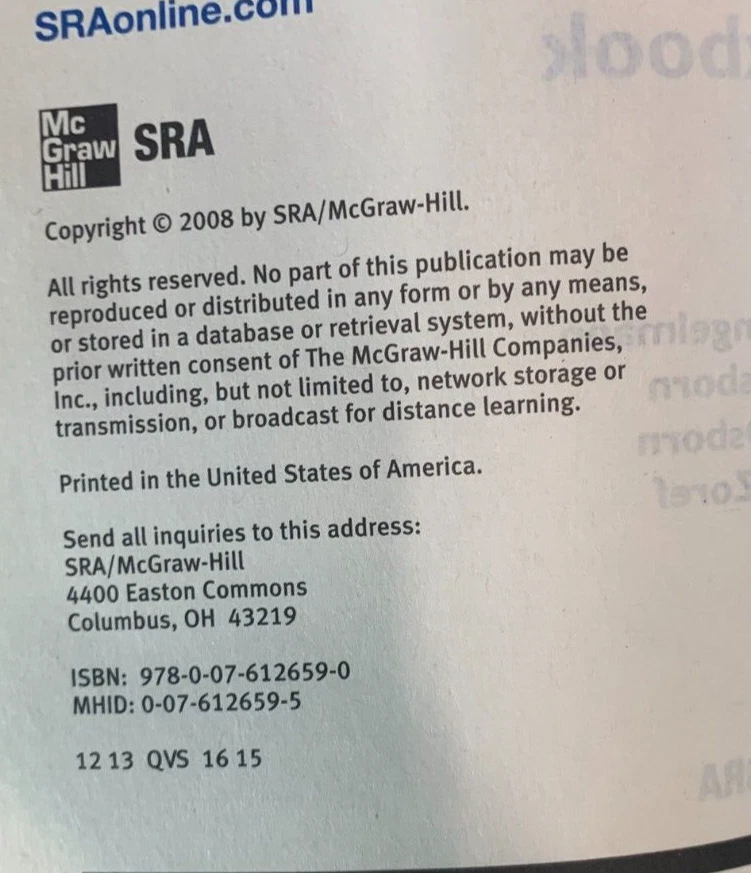 SRAonline.com
Mc
Graw
Hill
SRA
Copyright © 2008 by SRA/McGraw-Hill.
All rights reserved. No part of this publication may be
reproduced or distributed in any form or by any means,
or stored in a database or retrieval system, without the
prior written consent of The McGraw-Hill Companies,
Inc., including, but not limited to, network storage or
transmission, or broadcast for distance learning.
Printed in the United States of America.
Send all inquiries to this address:
SRA/McGraw-Hill
4400 Easton Commons
Columbus, OH 43219
ISBN: 978-0-07-612659-0
MHID: 0-07-612659-5
12 13 QVS 16 15